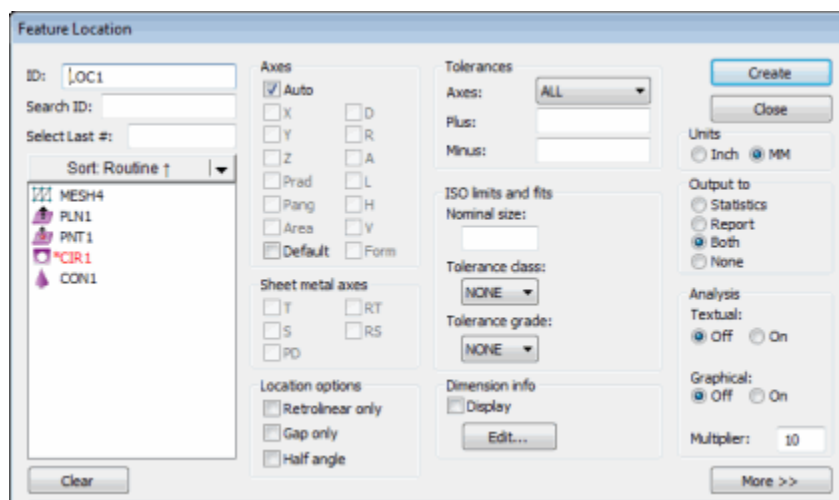 Feature Location
ID: LOC1
Search ID:
Select Last #:
Sort: Routine ↑
MESH4
PLN1
PNT1
*CIR1
CON1
Clear
Axes
Auto
X D
Y R
Z A
Prad L
Pang H
Area V
Default Form
Sheet metal axes
T RT
S RS
PD
Location options
Retrolinear only
Gap only
Half angle
Tolerances
Axes: ALL
Plus:
Minus:
ISO limits and fits
Nominal size:
Tolerance class:
NONE
Tolerance grade:
NONE
Dimension info
Display
Edit...
Create
Close
Units
Inch MM
Output to
Statistics
Report
Both
None
Analysis
Textual:
Off On
Graphical:
Off On
Multiplier: 10
More >>